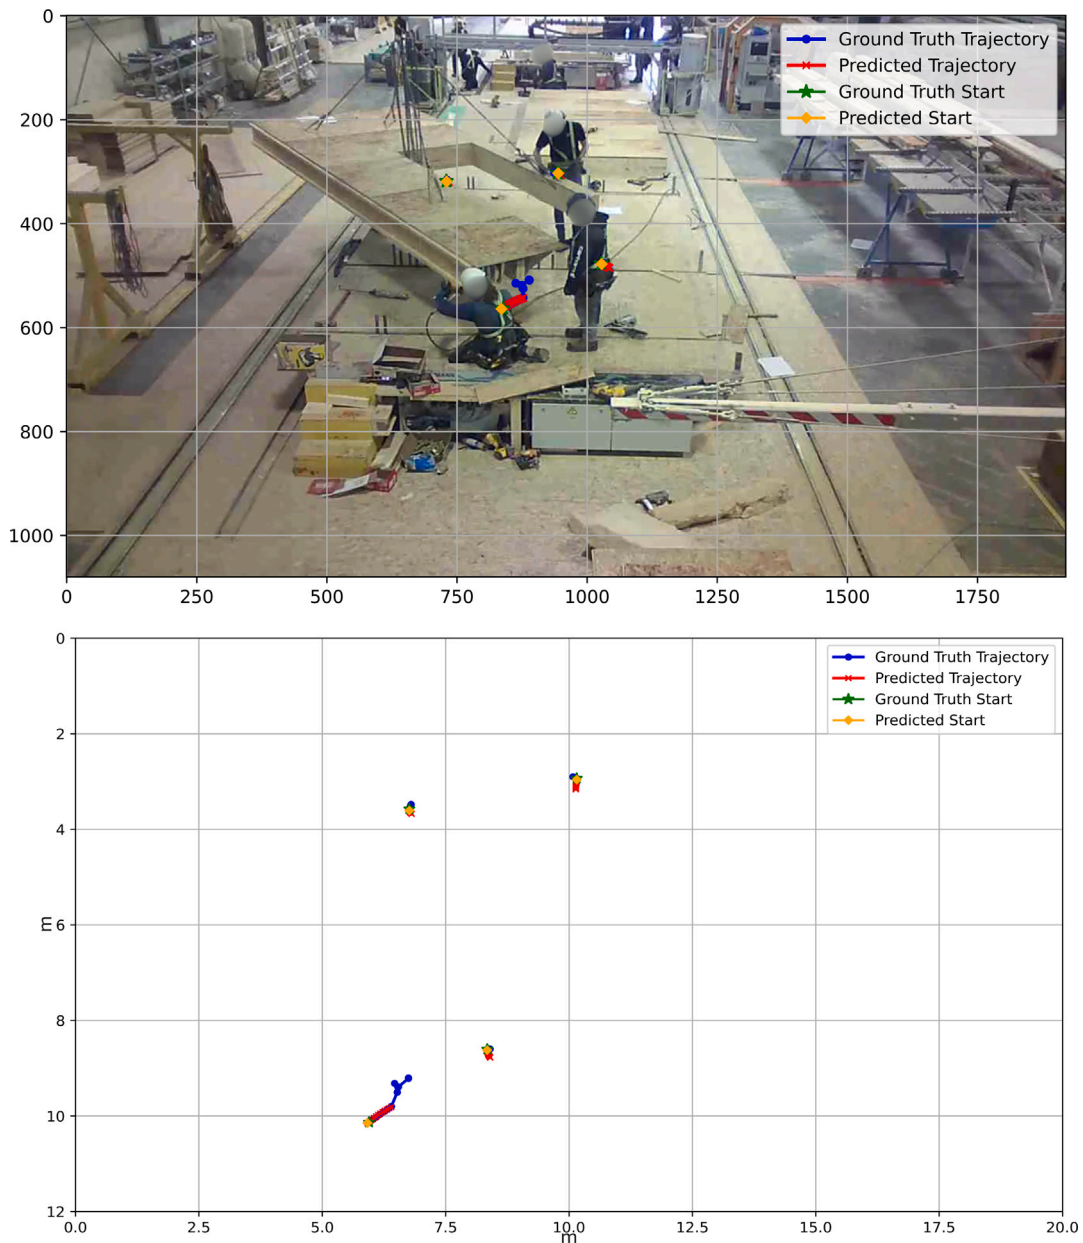 0
200
400
600
800
1000
0 250 500 750 1000 1250 1500 1750
Ground Truth Trajectory
Predicted Trajectory
Ground Truth Start
Predicted Start
0
2
4
6
8
10
12
m
0.0 2.5 5.0 7.5 10.0 12.5 15.0 17.5 20.0
m
Ground Truth Trajectory
Predicted Trajectory
Ground Truth Start
Predicted Start